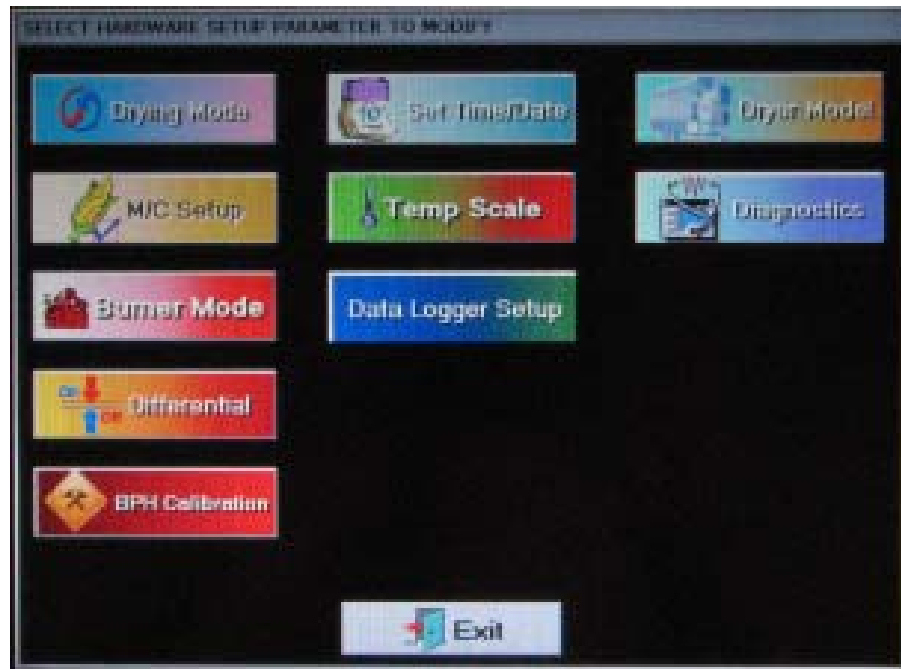 SELECT HARDWARE SETUP PARAMETER TO MODIFY
Drying Mode
Set Time/Date
Dryer Model
M/C Setup
Temp Scale
Diagnostics
Burner Mode
Data Logger Setup
Differential
BPH Calibration
Exit